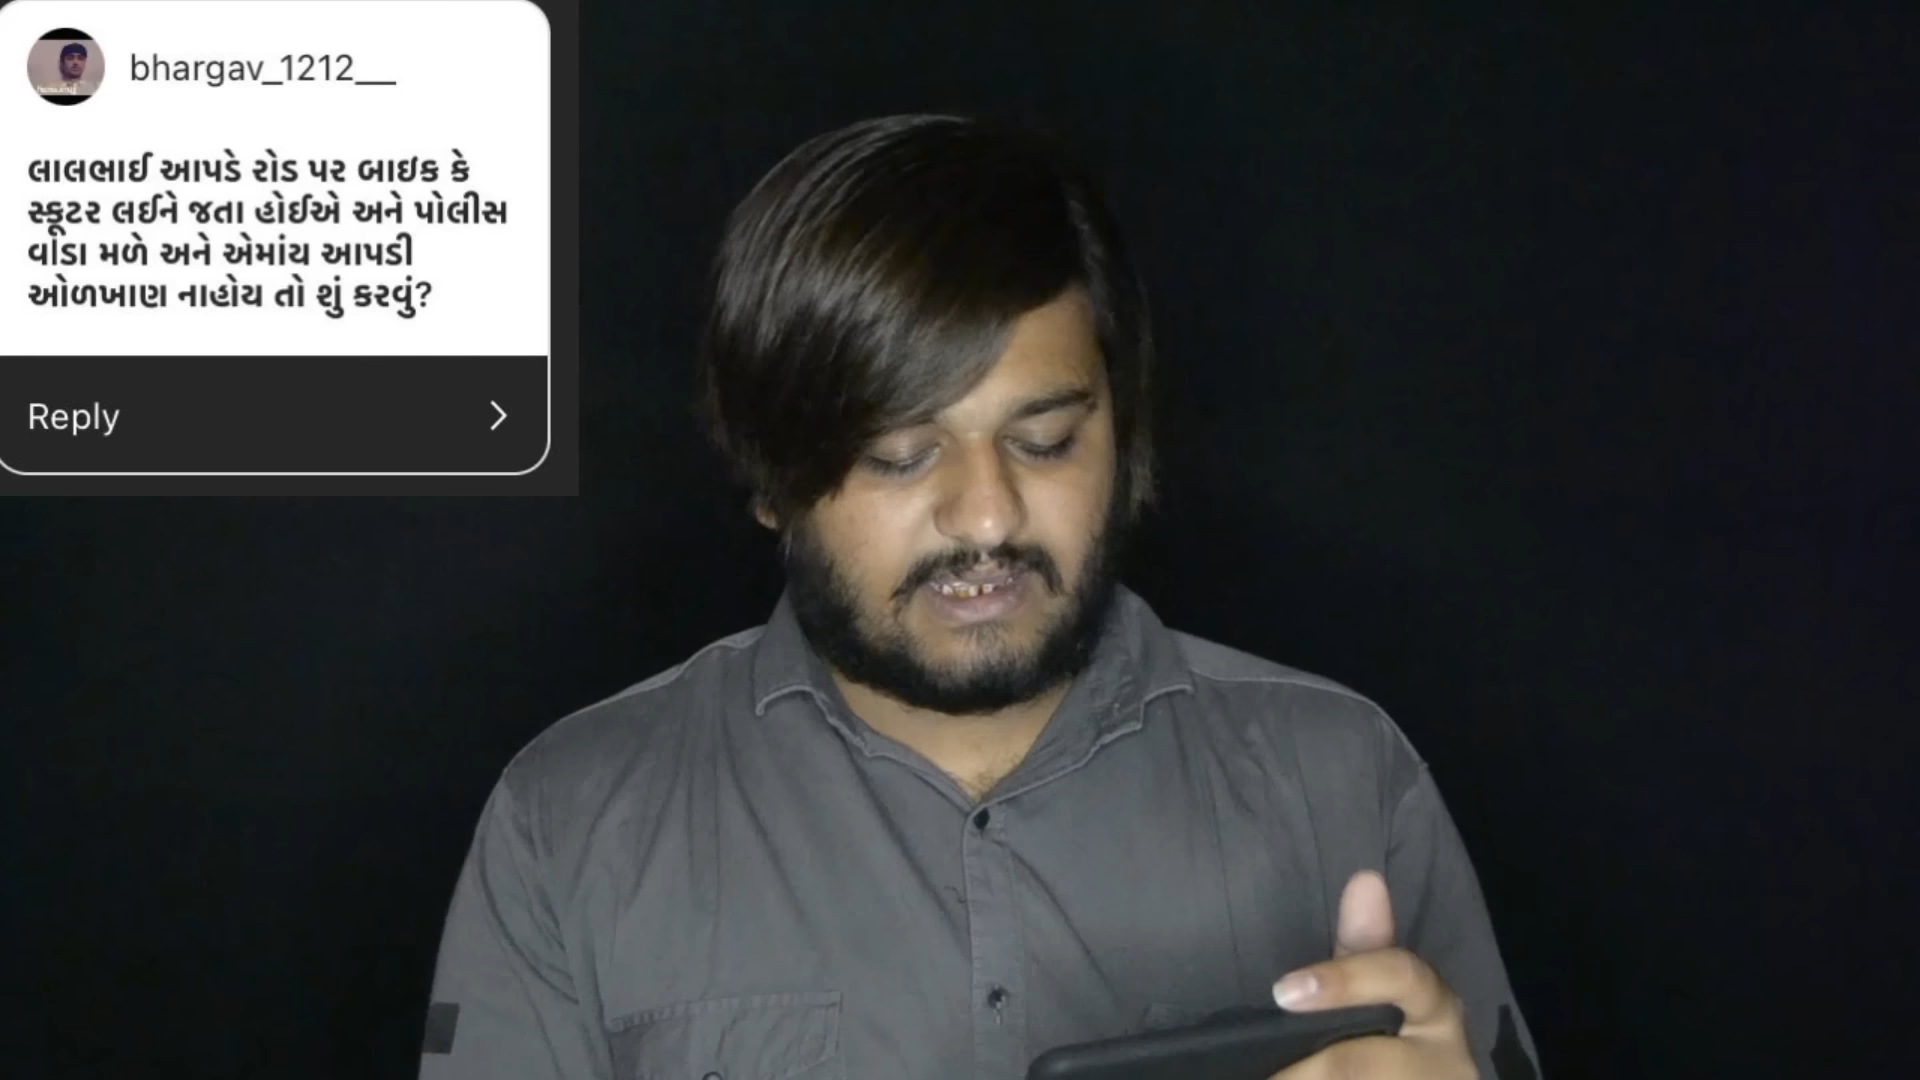 bhargav_1212__
લાલભાઈ આપડે રોડ પર બાઇક કે
સ્કૂટર લઈને જતા હોઈએ અને પોલીસ
વાડા મળે અને એમાંય આપડી
ઓળખાણ નાહોય તો શું કરવું?
Reply